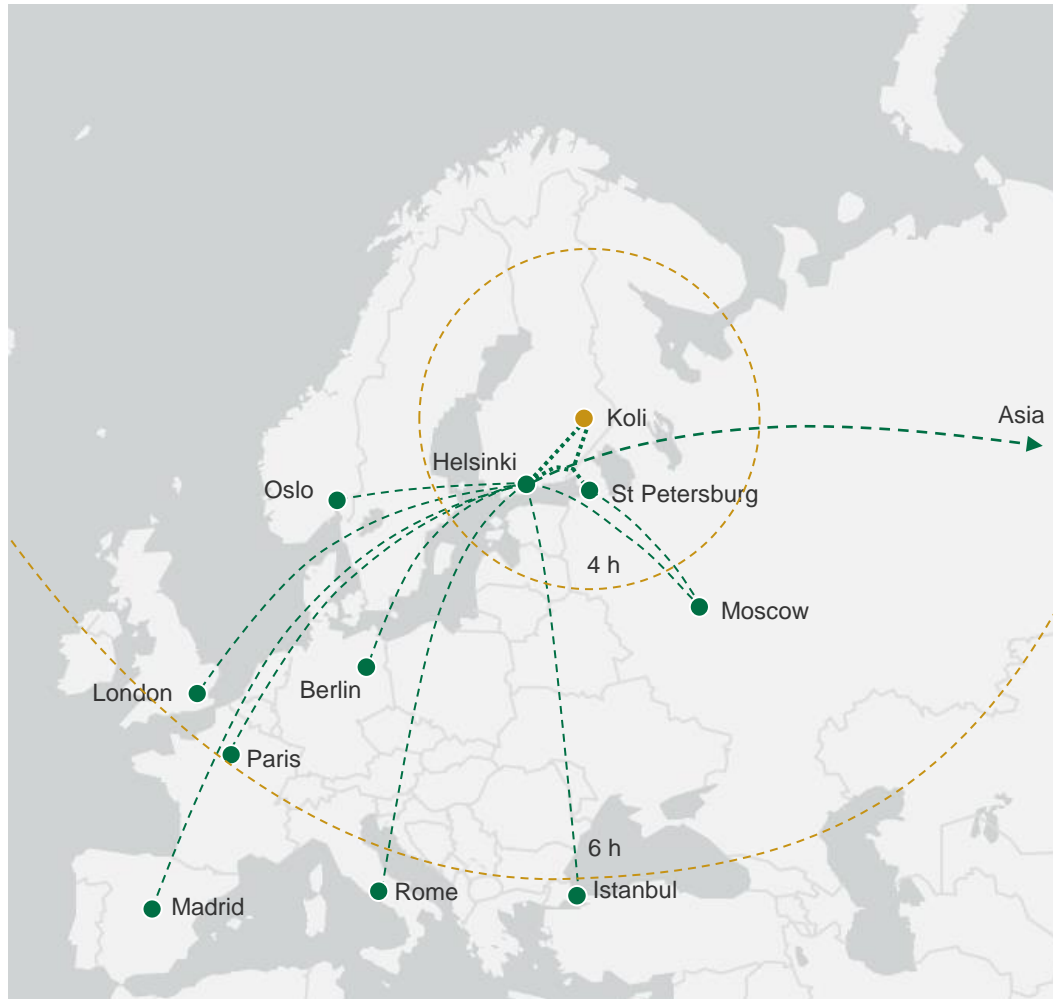 Koli
Asia
Helsinki
Oslo
St Petersburg
4 h
Moscow
London
Berlin
Paris
6 h
Madrid
Rome
Istanbul